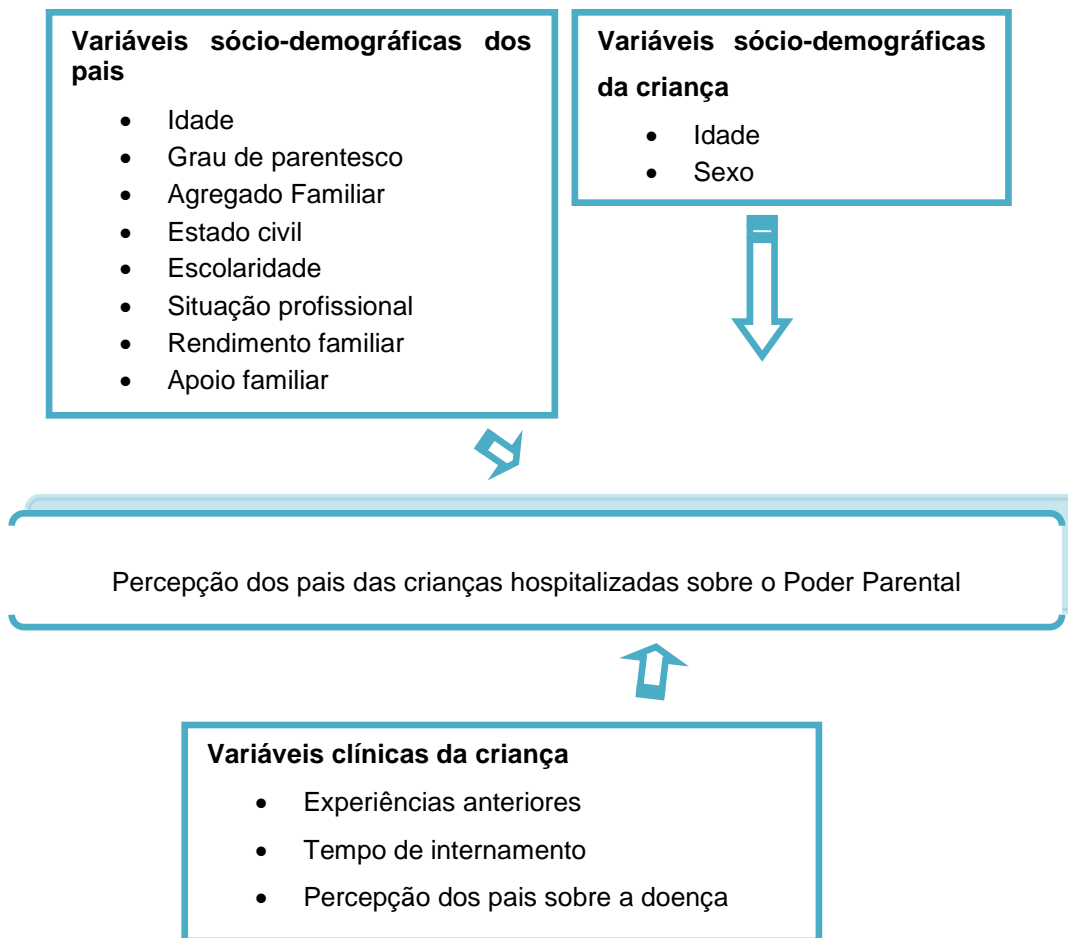 Variáveis sócio-demográficas dos
pais
• Idade
• Grau de parentesco
• Agregado Familiar
• Estado civil
• Escolaridade
• Situação profissional
• Rendimento familiar
• Apoio familiar
Variáveis sócio-demográficas
da criança
• Idade
• Sexo
Percepção dos pais das crianças hospitalizadas sobre o Poder Parental
Variáveis clínicas da criança
• Experiências anteriores
• Tempo de internamento
• Percepção dos pais sobre a doença